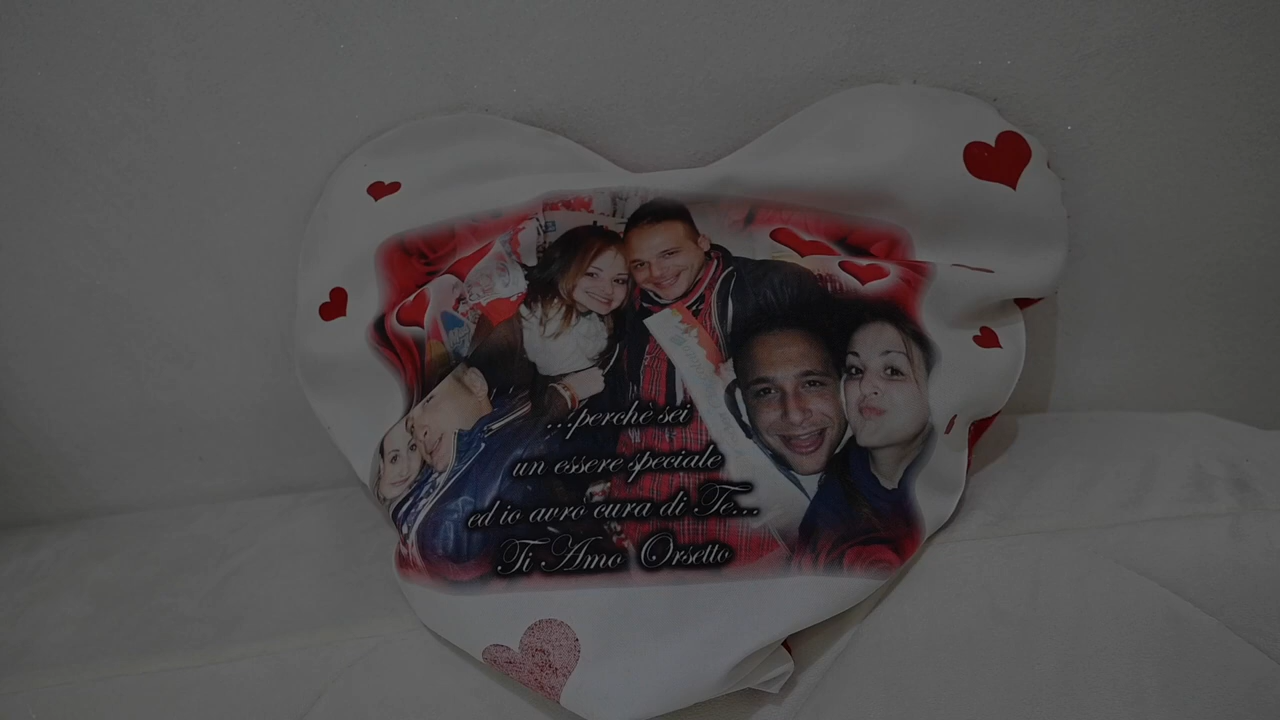 ...perchè sei
un essere speciale
ed io avrò cura di Te...
Ti Amo Orsetto